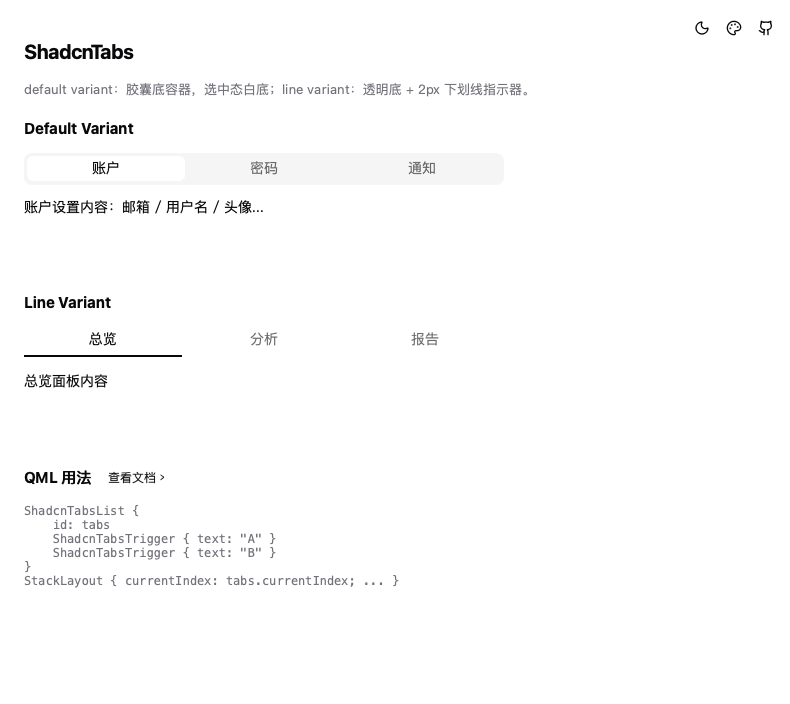 ShadcnTabs
default variant：胶囊底容器，选中态白底；line variant：透明底 + 2px 下划线指示器。
Default Variant
账户 密码 通知
账户设置内容：邮箱 / 用户名 / 头像...
Line Variant
总览 分析 报告
总览面板内容
QML 用法 查看文档 ›
ShadcnTabsList {
    id: tabs
    ShadcnTabsTrigger { text: "A" }
    ShadcnTabsTrigger { text: "B" }
}
StackLayout { currentIndex: tabs.currentIndex; ... }